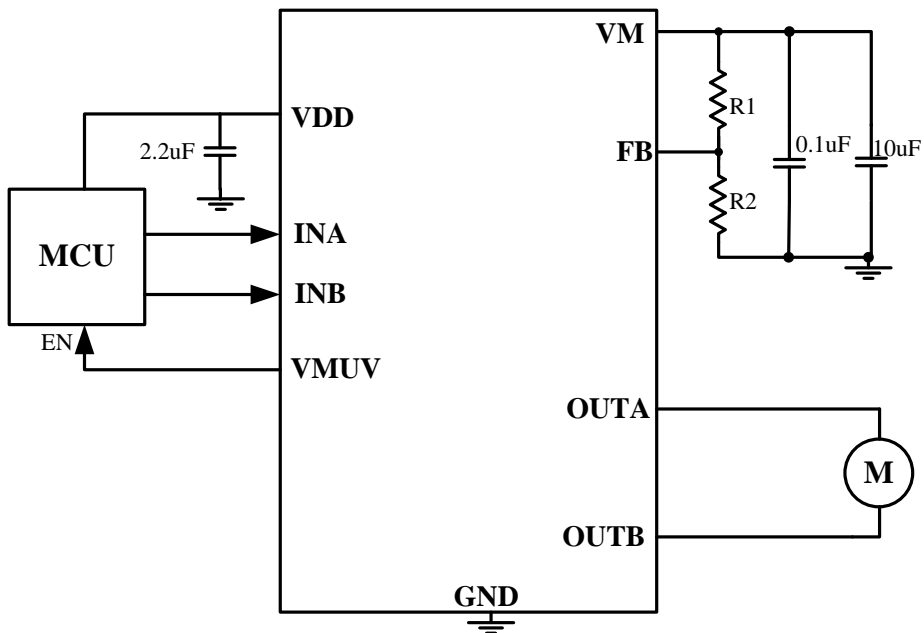 VM
VDD
R1
2.2uF
FB
0.1uF
10uF
R2
INA
MCU
INB
EN
VMUV
OUTA
M
OUTB
GND